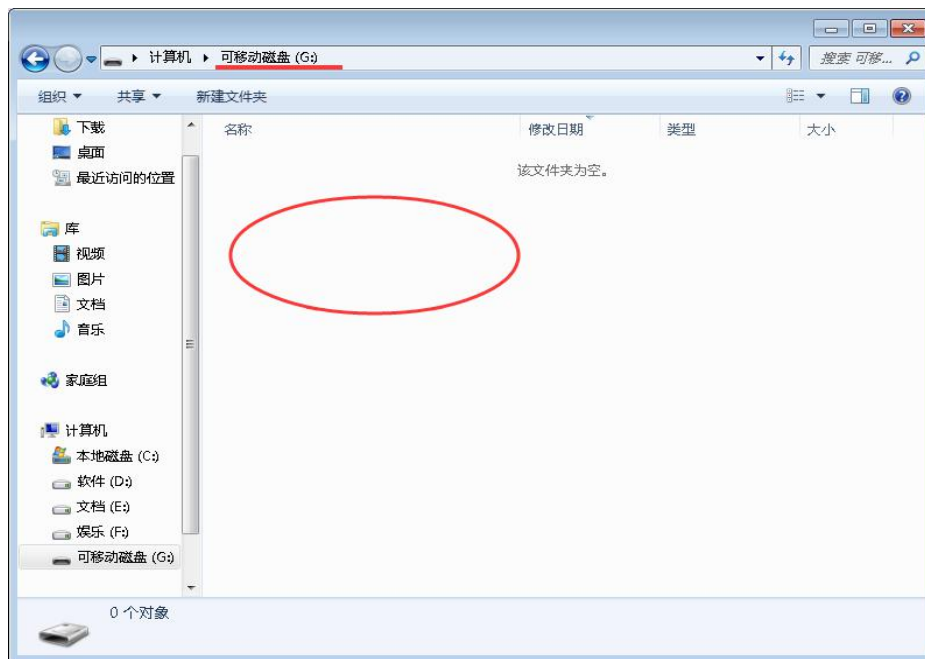 计算机 可移动磁盘 (G:)
搜索 可移...
组织 共享 新建文件夹
下载
桌面
最近访问的位置
库
视频
图片
文档
音乐
家庭组
计算机
本地磁盘 (C:)
软件 (D:)
文档 (E:)
娱乐 (F:)
可移动磁盘 (G:)
名称 修改日期 类型 大小
该文件夹为空。
0 个对象